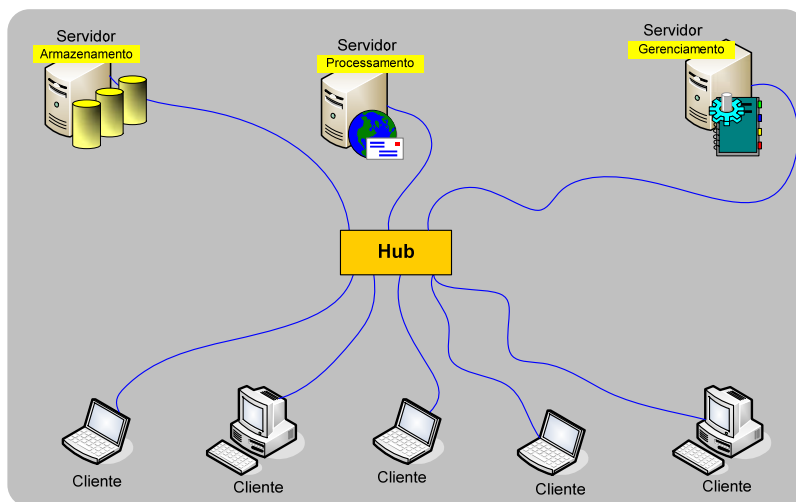 Servidor
Armazenamento
Servidor
Processamento
Servidor
Gerenciamento
Hub
Cliente
Cliente
Cliente
Cliente
Cliente